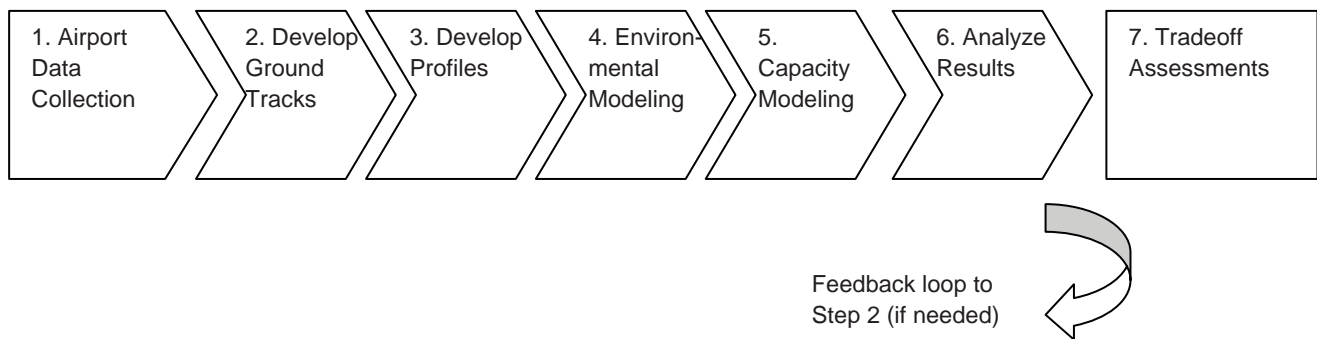 1. Airport
Data
Collection
2. Develop
Ground
Tracks
3. Develop
Profiles
4. Environ-
mental
Modeling
5.
Capacity
Modeling
6. Analyze
Results
7. Tradeoff
Assessments
Feedback loop to
Step 2 (if needed)